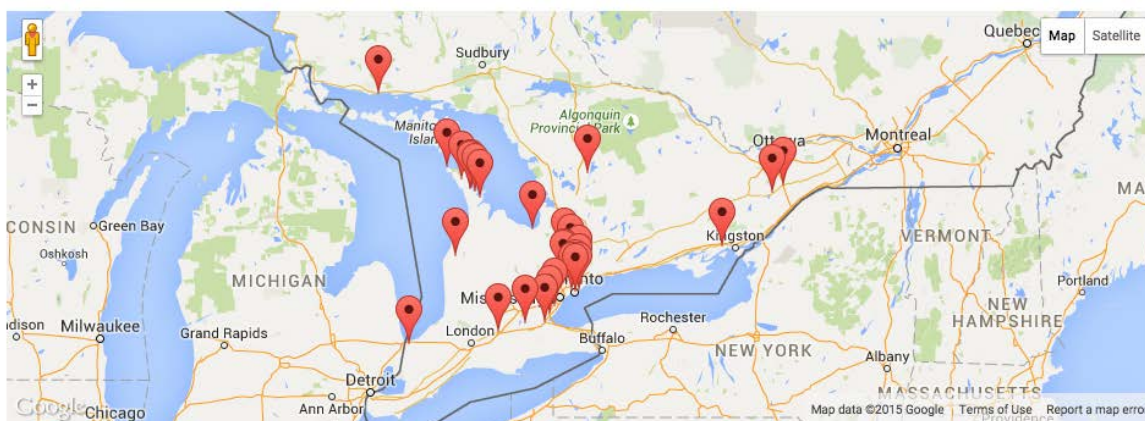 Quebec
Map Satellite
Sudbury
+
−
Algonquin
Provincial Park
Manito
Island
Ottawa
Montreal
CONSIN
Green Bay
MA
Oshkosh
Kingston
VERMONT
MICHIGAN
Portland
Missis
nto
NEW
HAMPSHIRE
dison
Milwaukee
Grand Rapids
London
Rochester
Buffalo
NEW YORK
Albany
Detroit
MASSACHUSETTS
Google
Chicago
Ann Arbor
Map data ©2015 Google Terms of Use Report a map erro
Providence